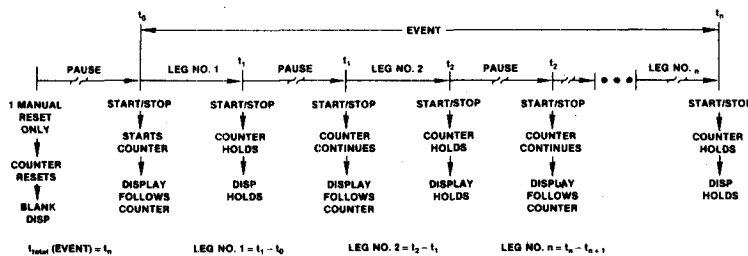 t₀
tₙ
EVENT
PAUSE
LEG NO. 1
t₁
PAUSE
t₁
LEG NO. 2
t₂
PAUSE
t₂
LEG NO. n
1 MANUAL
RESET
ONLY
COUNTER
RESETS
BLANK
DISP
START/STOP
STARTS
COUNTER
DISPLAY
FOLLOWS
COUNTER
START/STOP
COUNTER
HOLDS
DISP
HOLDS
START/STOP
COUNTER
CONTINUES
DISPLAY
FOLLOWS
COUNTER
START/STOP
COUNTER
HOLDS
DISPLAY
HOLDS
START/STOP
COUNTER
CONTINUES
DISPLAY
FOLLOWS
COUNTER
START/STOP
COUNTER
HOLDS
DISP
HOLDS
tTotal (EVENT) = tₙ
LEG NO. 1 = t₁ – t₀
LEG NO. 2 = t₂ – t₁
LEG NO. n = tₙ – tₙ₊₁